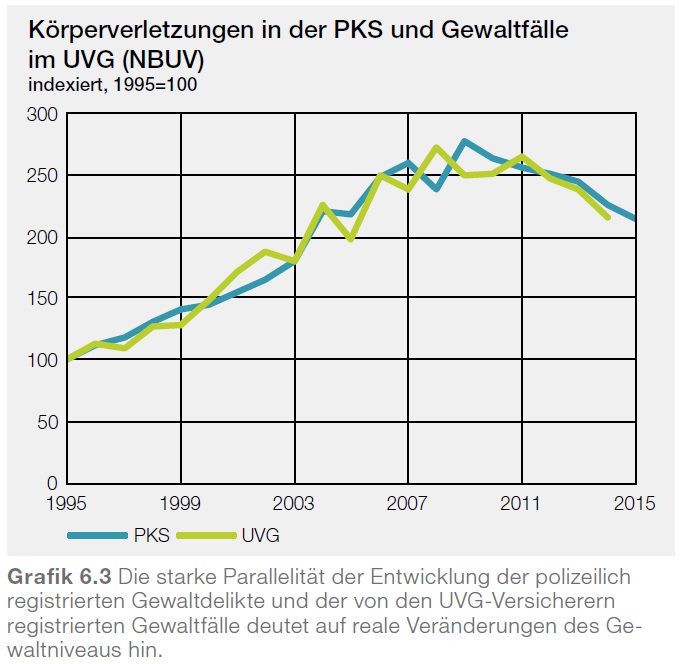 Körperverletzungen in der PKS und Gewaltfälle
im UVG (NBUV)
indexiert, 1995=100
300
250
200
150
100
50
0
1995 1999 2003 2007 2011 2015
PKS UVG
Grafik 6.3 Die starke Parallelität der Entwicklung der polizeilich
registrierten Gewaltdelikte und der von den UVG-Versicherern
registrierten Gewaltfälle deutet auf reale Veränderungen des Ge-
waltniveaus hin.